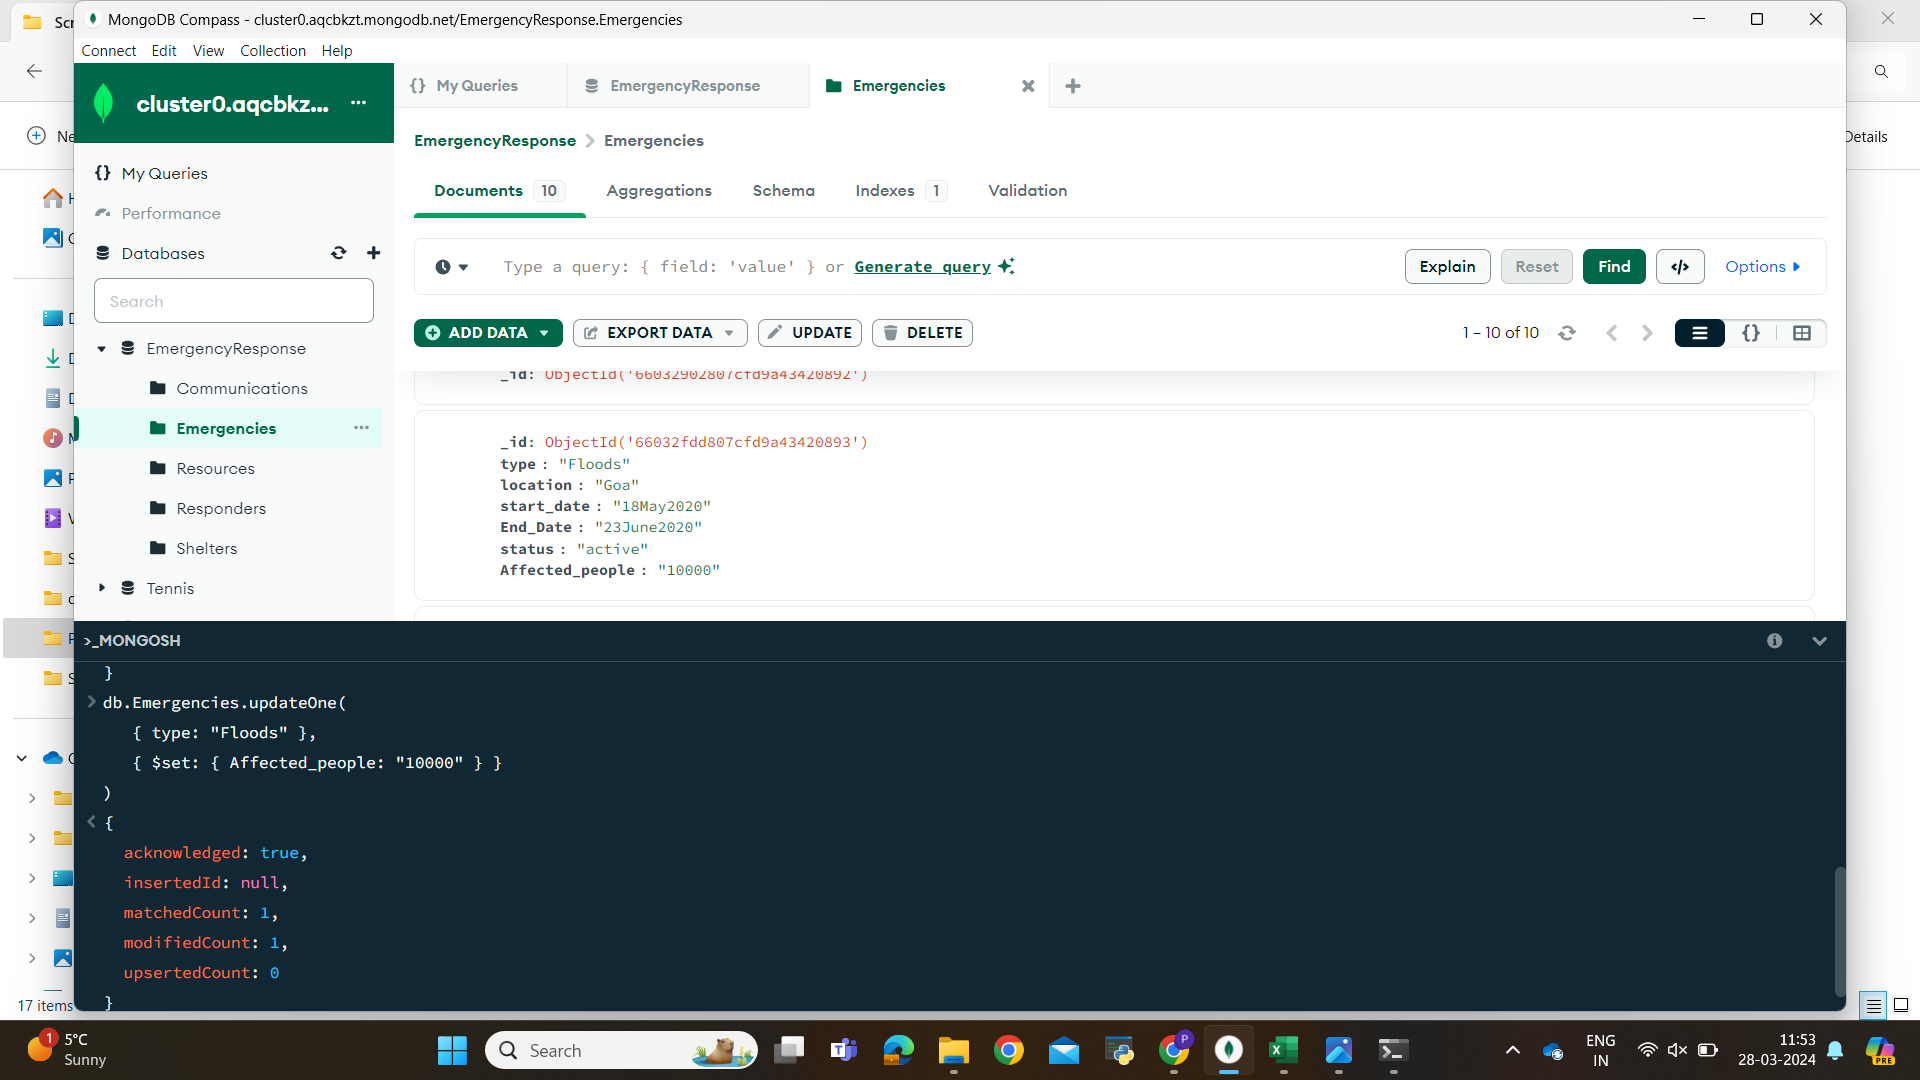 Scr
MongoDB Compass - cluster0.aqcbkzt.mongodb.net/EmergencyResponse.Emergencies
Connect Edit View Collection Help
cluster0.aqcbkz... ...
{} My Queries
EmergencyResponse
Emergencies
Ne
Details
EmergencyResponse > Emergencies
{} My Queries
Performance
Databases
Search
EmergencyResponse
Communications
Emergencies ...
Resources
Responders
Shelters
Tennis
Documents 10
Aggregations
Schema
Indexes 1
Validation
Type a query: { field: 'value' } or Generate query
Explain
Reset
Find
</>
Options
ADD DATA
EXPORT DATA
UPDATE
DELETE
1 – 10 of 10
{}
_id: ObjectId('66032902807cfd9a43420892')
_id: ObjectId('66032fdd807cfd9a43420893')
type : "Floods"
location : "Goa"
start_date : "18May2020"
End_Date : "23June2020"
status : "active"
Affected_people : "10000"
>_MONGOSH
}
> db.Emergencies.updateOne(
{ type: "Floods" },
{ $set: { Affected_people: "10000" } }
)
< {
acknowledged: true,
insertedId: null,
matchedCount: 1,
modifiedCount: 1,
upsertedCount: 0
}
17 items
1
5°C
Sunny
Search
P
ENG
IN
11:53
28-03-2024
PRE